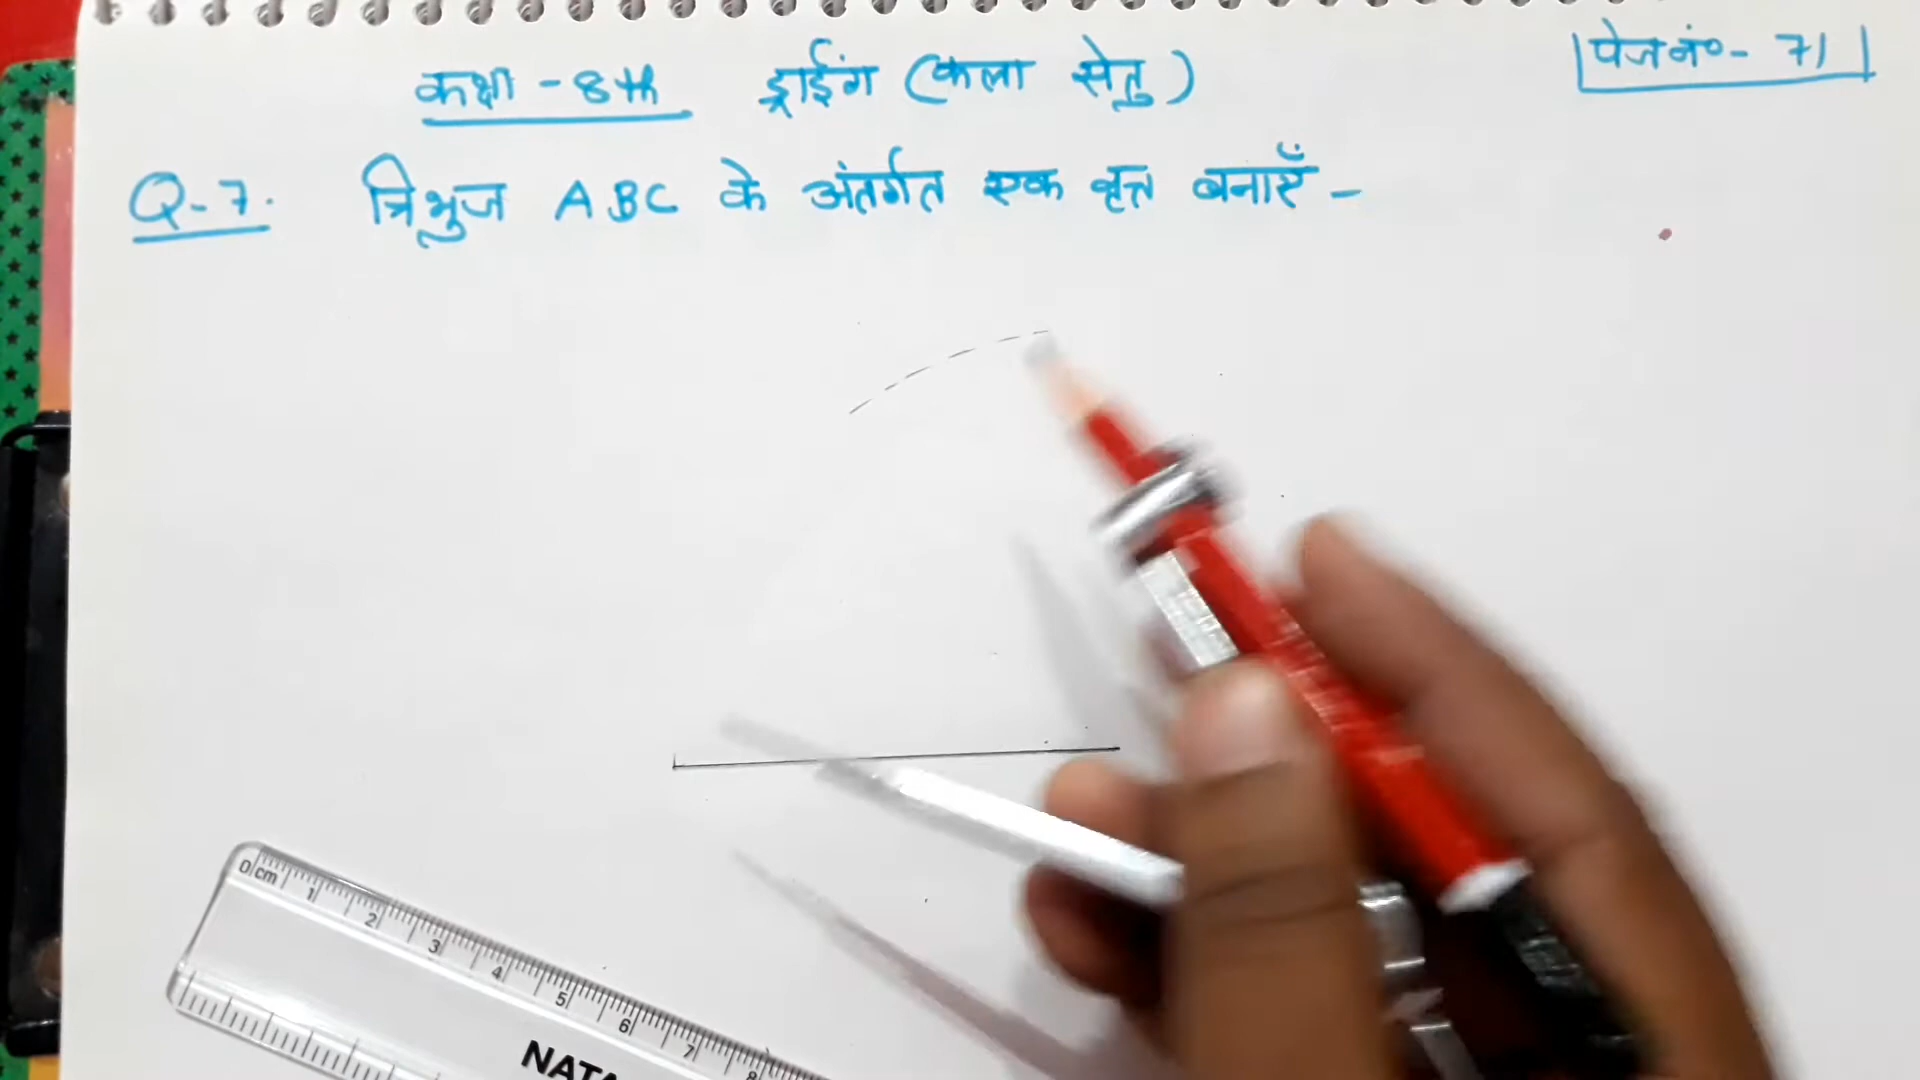 कक्षा - 8th ड्राईंग (कला सेतु)
पेज नं० - 71
Q-7. त्रिभुज ABC के अंतर्गत एक वृत्त बनाएँ -
0 cm 1 2 3 4 5 6 7 8